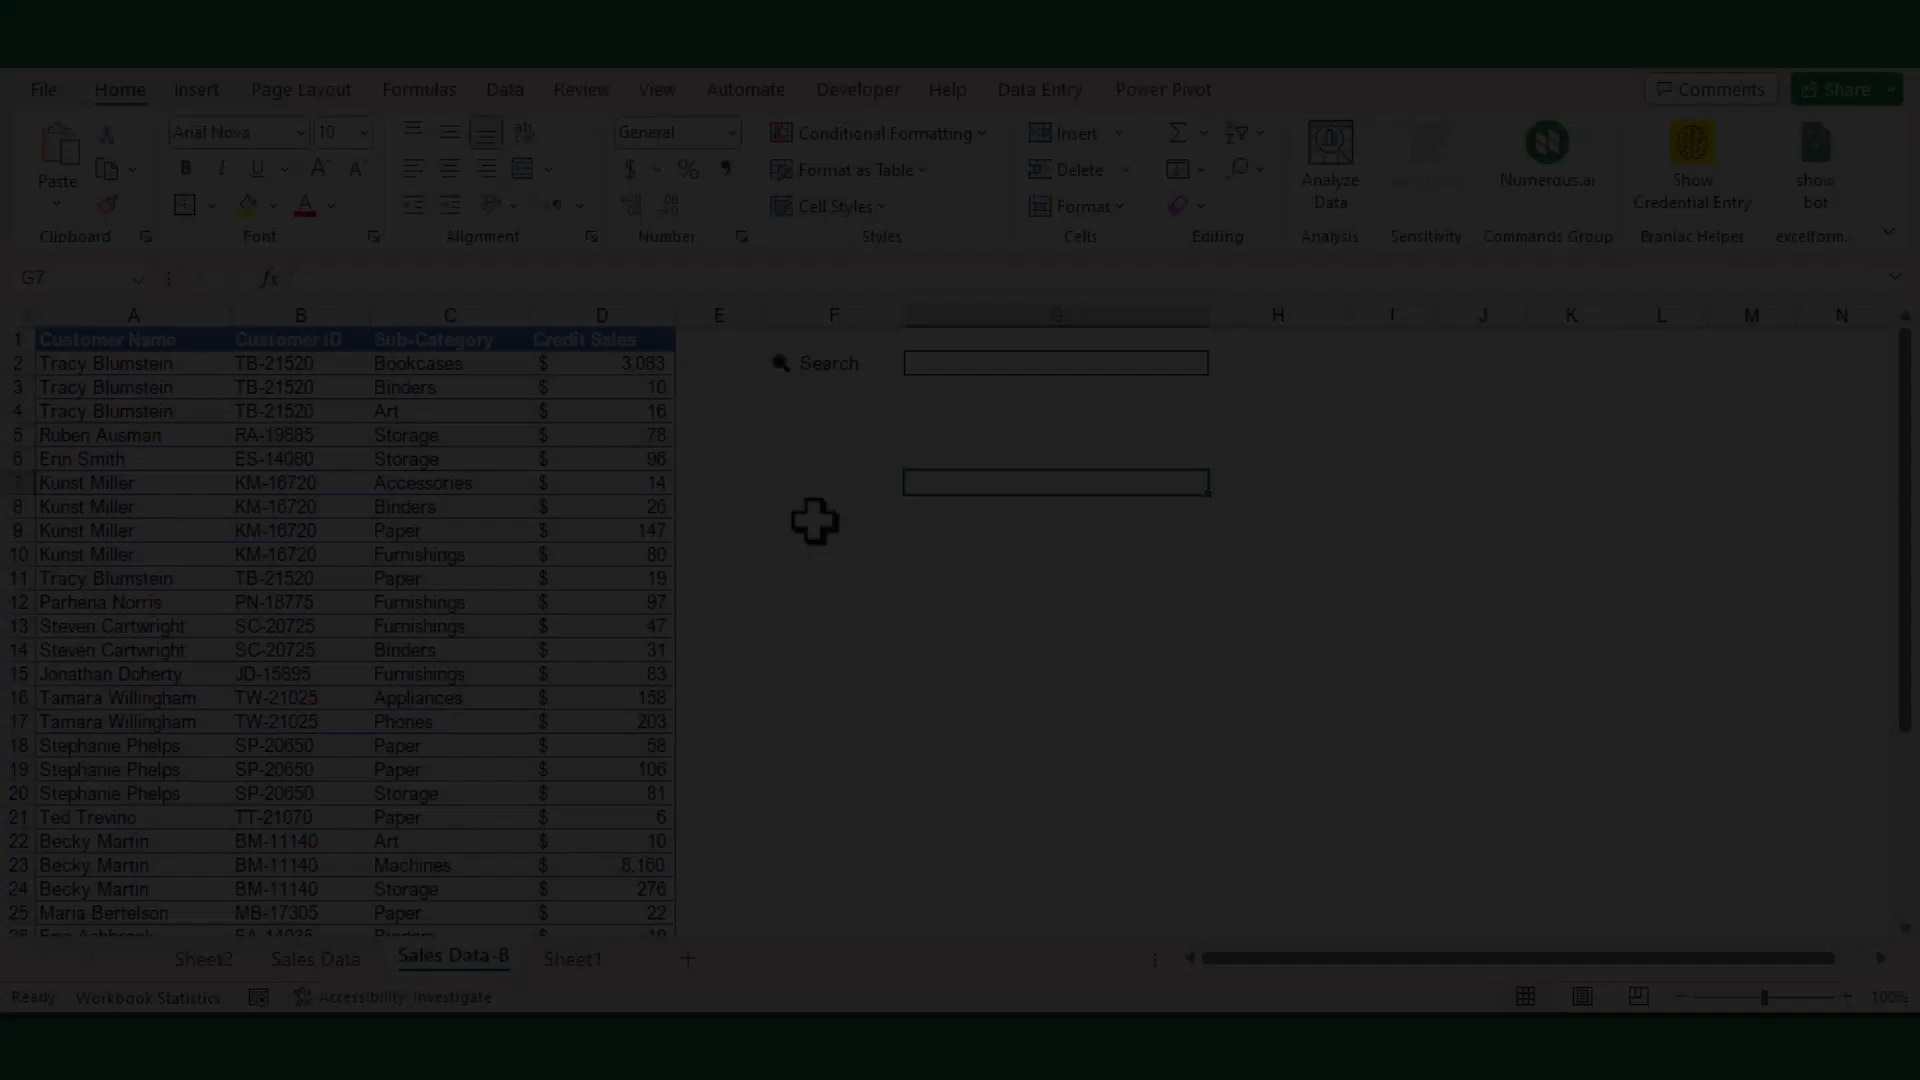 File Home Insert Page Layout Formulas Data Review View Automate Developer Help Data Entry Power Pivot Comments Share
Arial Nova 10 General Conditional Formatting Insert
Paste B I U $ % Format as Table Delete Analyze Data Numerous.ai Show Credential Entry show bot
Cell Styles Format
Clipboard Font Alignment Number Styles Cells Editing Analysis Sensitivity Commands Group Braniac Helper excelform...
G7 fx
A B C D E F G H I J K L M N
1 Customer Name Customer ID Sub-Category Credit Sales
2 Tracy Blumstein TB-21520 Bookcases $ 3,083 Search
3 Tracy Blumstein TB-21520 Binders $ 10
4 Tracy Blumstein TB-21520 Art $ 16
5 Ruben Ausman RA-19885 Storage $ 78
6 Erin Smith ES-14080 Storage $ 96
7 Kunst Miller KM-16720 Accessories $ 14
8 Kunst Miller KM-16720 Binders $ 26
9 Kunst Miller KM-16720 Paper $ 147
10 Kunst Miller KM-16720 Furnishings $ 80
11 Tracy Blumstein TB-21520 Paper $ 19
12 Parhena Norris PN-18775 Furnishings $ 97
13 Steven Cartwright SC-20725 Furnishings $ 47
14 Steven Cartwright SC-20725 Binders $ 31
15 Jonathan Doherty JD-15895 Furnishings $ 83
16 Tamara Willingham TW-21025 Appliances $ 158
17 Tamara Willingham TW-21025 Phones $ 203
18 Stephanie Phelps SP-20650 Paper $ 58
19 Stephanie Phelps SP-20650 Paper $ 106
20 Stephanie Phelps SP-20650 Storage $ 81
21 Ted Trevino TT-21070 Paper $ 6
22 Becky Martin BM-11140 Art $ 10
23 Becky Martin BM-11140 Machines $ 8,160
24 Becky Martin BM-11140 Storage $ 276
25 Maria Bertelson MB-17305 Paper $ 22
Sheet2 Sales Data Sales Data-B Sheet1
Ready Workbook Statistics Accessibility: Investigate 100%